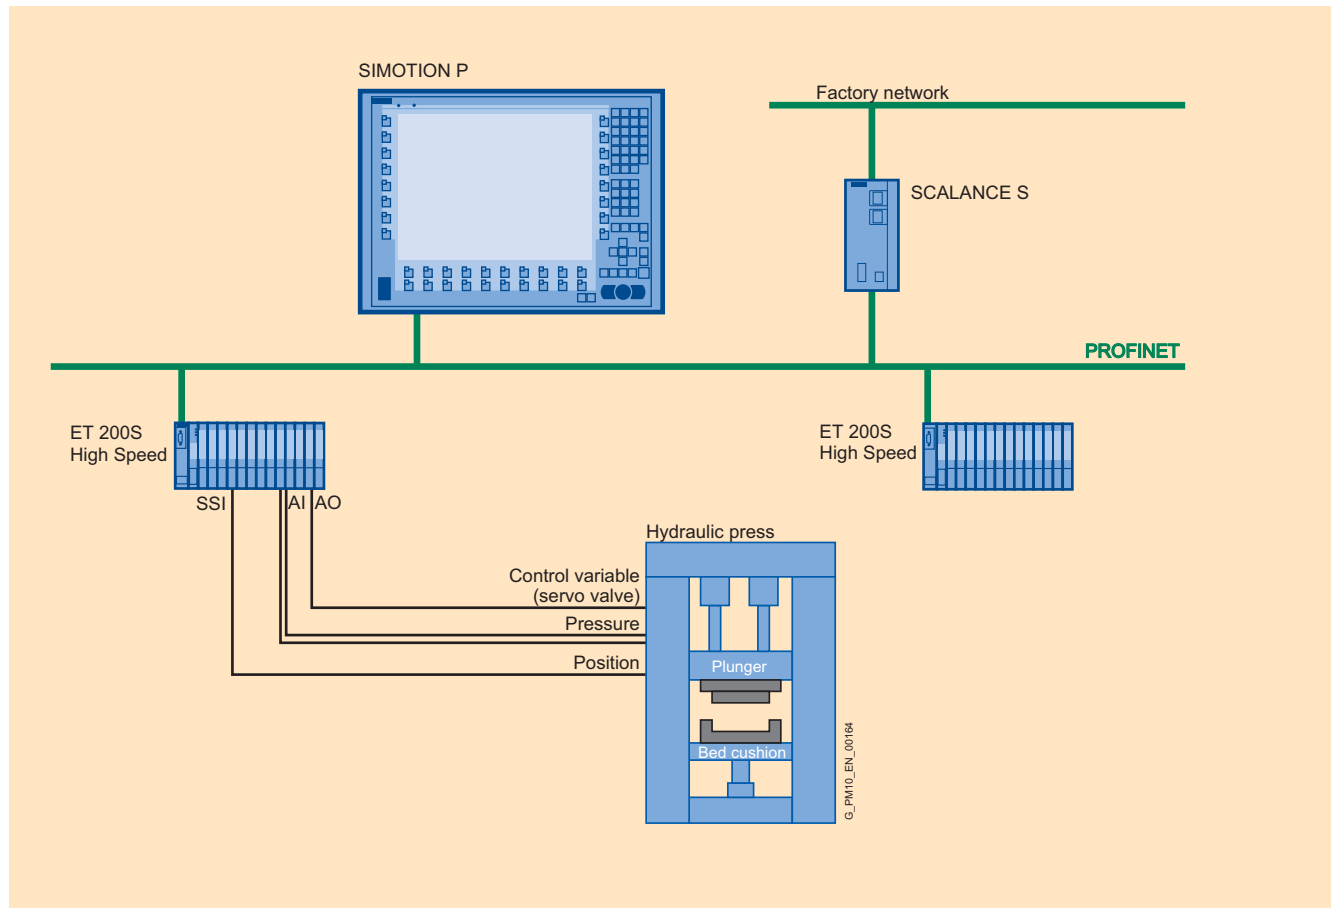 SIMOTION P
Factory network
SCALANCE S
PROFINET
ET 200S
High Speed
ET 200S
High Speed
SSI
AI
AO
Hydraulic press
Control variable
(servo valve)
Pressure
Position
Plunger
Bed cushion
G_PM10_EN_00164